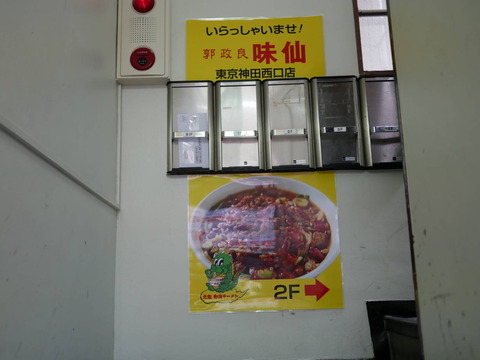 いらっしゃいませ!
郭政良 味仙
東京神田西口店
2F